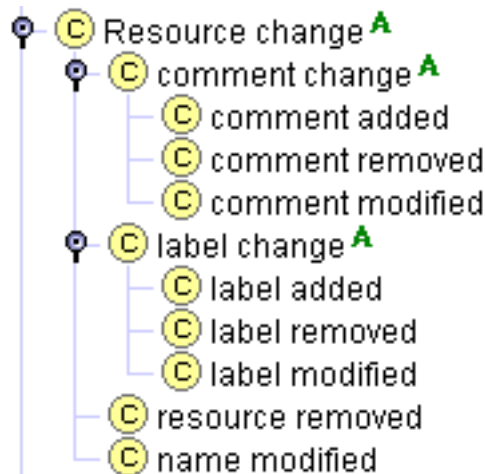 C Resource change A
C comment change A
C comment added
C comment removed
C comment modified
C label change A
C label added
C label removed
C label modified
C resource removed
C name modified